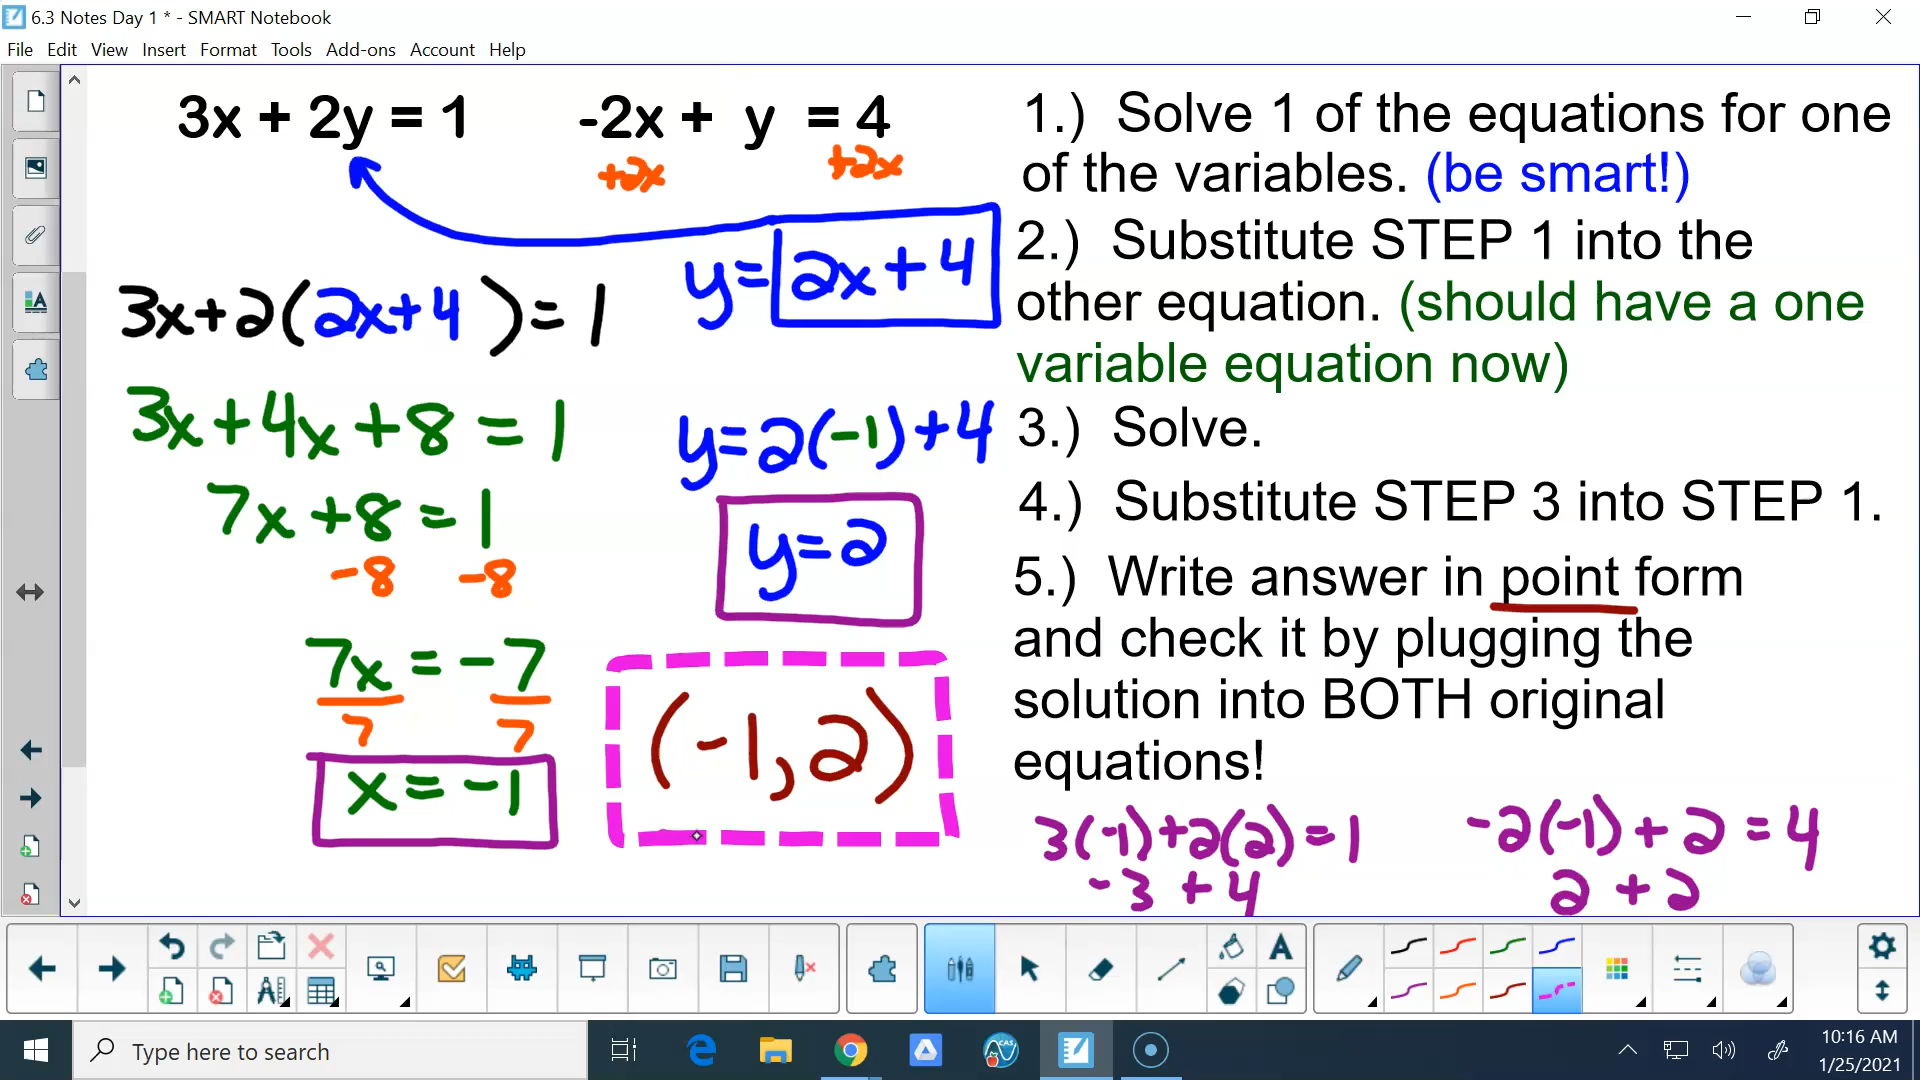 6.3 Notes Day 1 * - SMART Notebook
File Edit View Insert Format Tools Add-ons Account Help
3x + 2y = 1
-2x + y = 4
+2x +2x
y = 2x+4
3x+2(2x+4) = 1
3x+4x+8 = 1
7x+8 = 1
-8 -8
7x = -7
7 7
x = -1
y=2(-1)+4
y=2
(-1,2)
1.) Solve 1 of the equations for one
of the variables. (be smart!)
2.) Substitute STEP 1 into the
other equation. (should have a one
variable equation now)
3.) Solve.
4.) Substitute STEP 3 into STEP 1.
5.) Write answer in point form
and check it by plugging the
solution into BOTH original
equations!
3(-1)+2(2)=1
-3 + 4
-2(-1) + 2 = 4
2 + 2
A
Type here to search
CAS
10:16 AM
1/25/2021